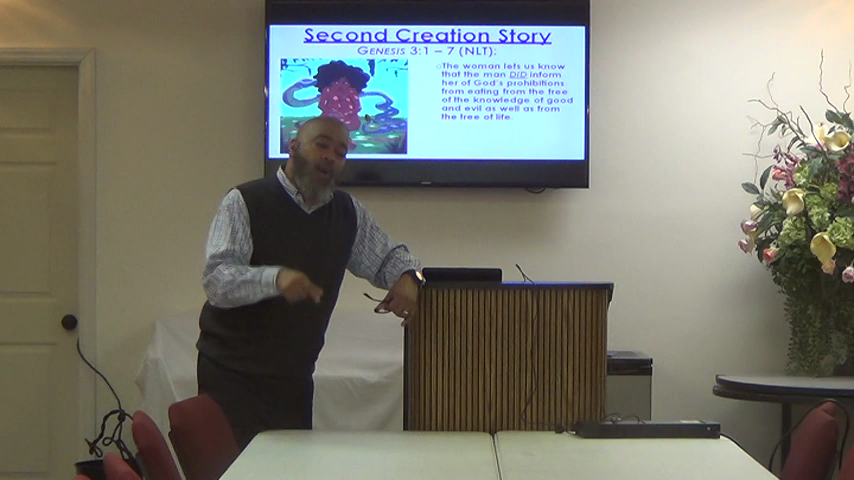 Second Creation Story
GENESIS 3:1 – 7 (NLT):
The woman lets us know
that the man DID inform
her of God's prohibitions
from eating from the tree
of the knowledge of good
and evil as well as from
the tree of life.